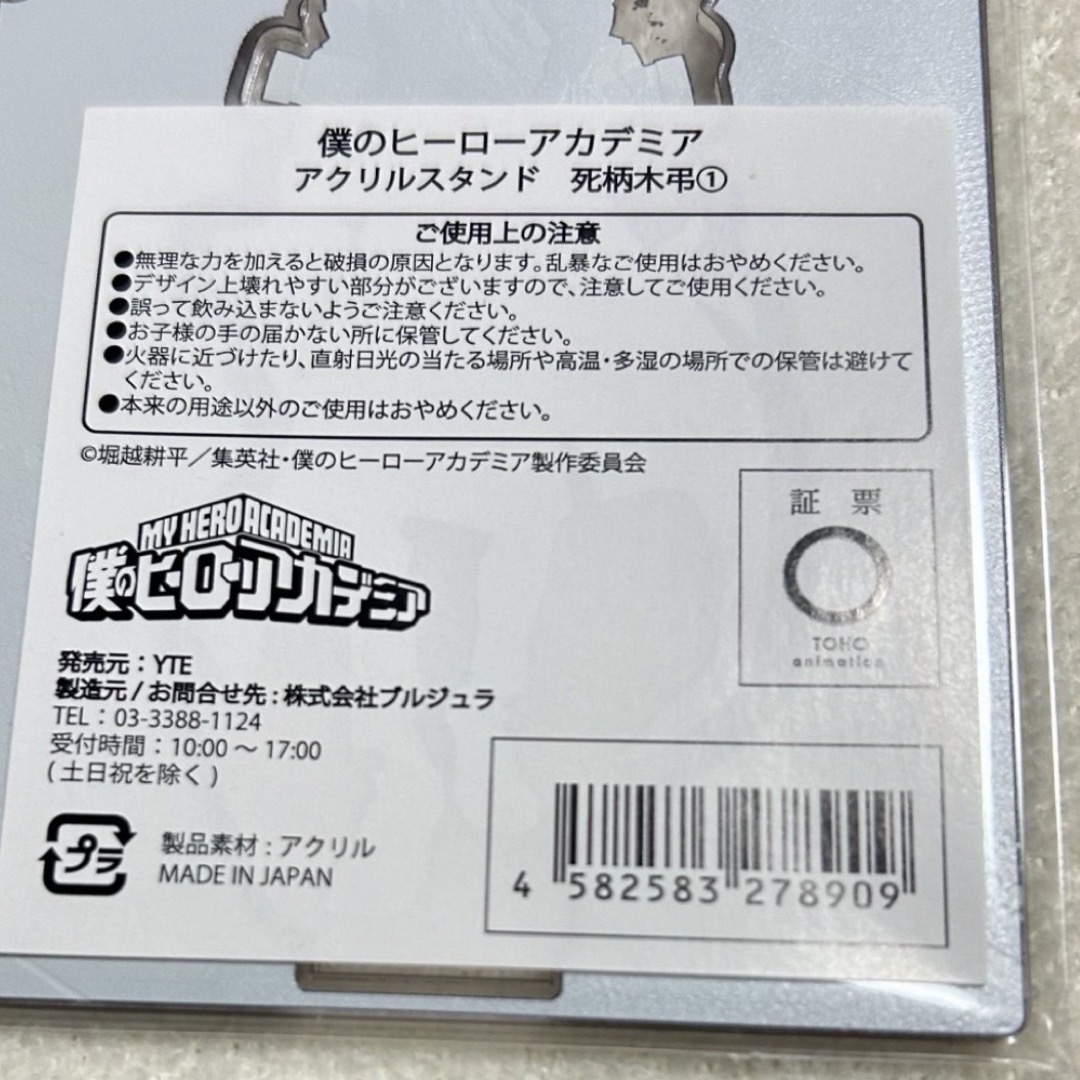 僕のヒーローアカデミア
アクリルスタンド　死柄木弔①
ご使用上の注意
●無理な力を加えると破損の原因となります。乱暴なご使用はおやめください。
●デザイン上壊れやすい部分がございますので、注意してご使用ください。
●誤って飲み込まないようご注意ください。
●お子様の手の届かない所に保管してください。
●火器に近づけたり、直射日光の当たる場所や高温・多湿の場所での保管は避けて
ください。
●本来の用途以外のご使用はおやめください。
©堀越耕平／集英社・僕のヒーローアカデミア製作委員会
証 票
TOHO
animation
MY HERO ACADEMIA
僕のヒーローアカデミア
発売元：YTE
製造元 / お問合せ先 : 株式会社ブルジュラ
TEL：03-3388-1124
受付時間：10:00 ～ 17:00
( 土日祝を除く )
プラ
製品素材 : アクリル
MADE IN JAPAN
4 582583 278909